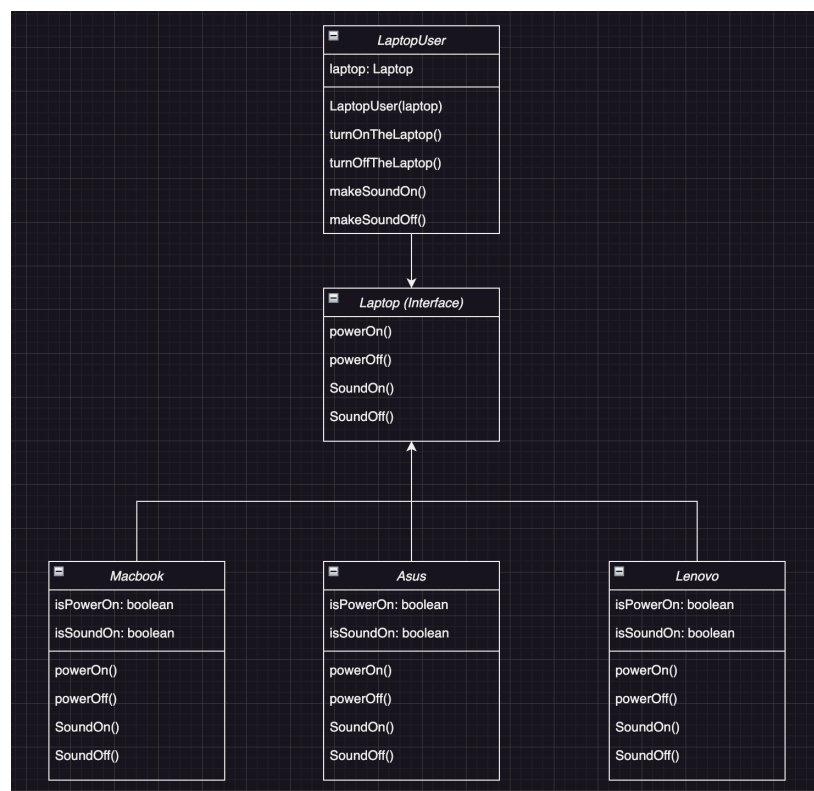 LaptopUser
laptop: Laptop
LaptopUser(laptop)
turnOnTheLaptop()
turnOffTheLaptop()
makeSoundOn()
makeSoundOff()
Laptop (Interface)
powerOn()
powerOff()
SoundOn()
SoundOff()
Macbook
isPowerOn: boolean
isSoundOn: boolean
powerOn()
powerOff()
SoundOn()
SoundOff()
Asus
isPowerOn: boolean
isSoundOn: boolean
powerOn()
powerOff()
SoundOn()
SoundOff()
Lenovo
isPowerOn: boolean
isSoundOn: boolean
powerOn()
powerOff()
SoundOn()
SoundOff()